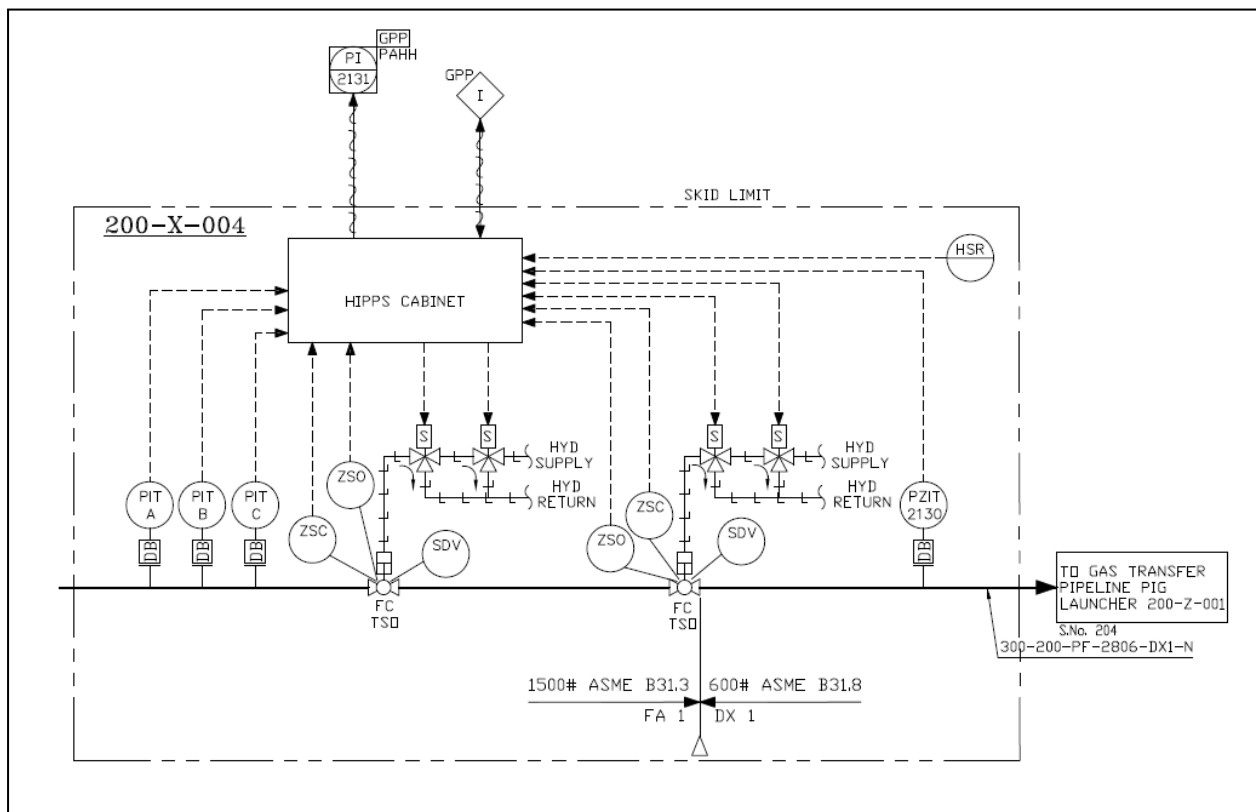 GPP
PAHH
PI
2131
GPP
I
SKID LIMIT
200-X-004
HIPPS CABINET
HSR
S
S
HYD
SUPPLY
HYD
RETURN
S
S
HYD
SUPPLY
HYD
RETURN
PIT
A
PIT
B
PIT
C
ZSO
ZSC
SDV
ZSC
ZSO
SDV
PZIT
2130
DB
DB
DB
DB
FC
TSO
FC
TSO
TO GAS TRANSFER
PIPELINE PIG
LAUNCHER 200-Z-001
S.No. 204
300-200-PF-2806-DX1-N
1500# ASME B31.3
600# ASME B31.8
FA 1
DX 1